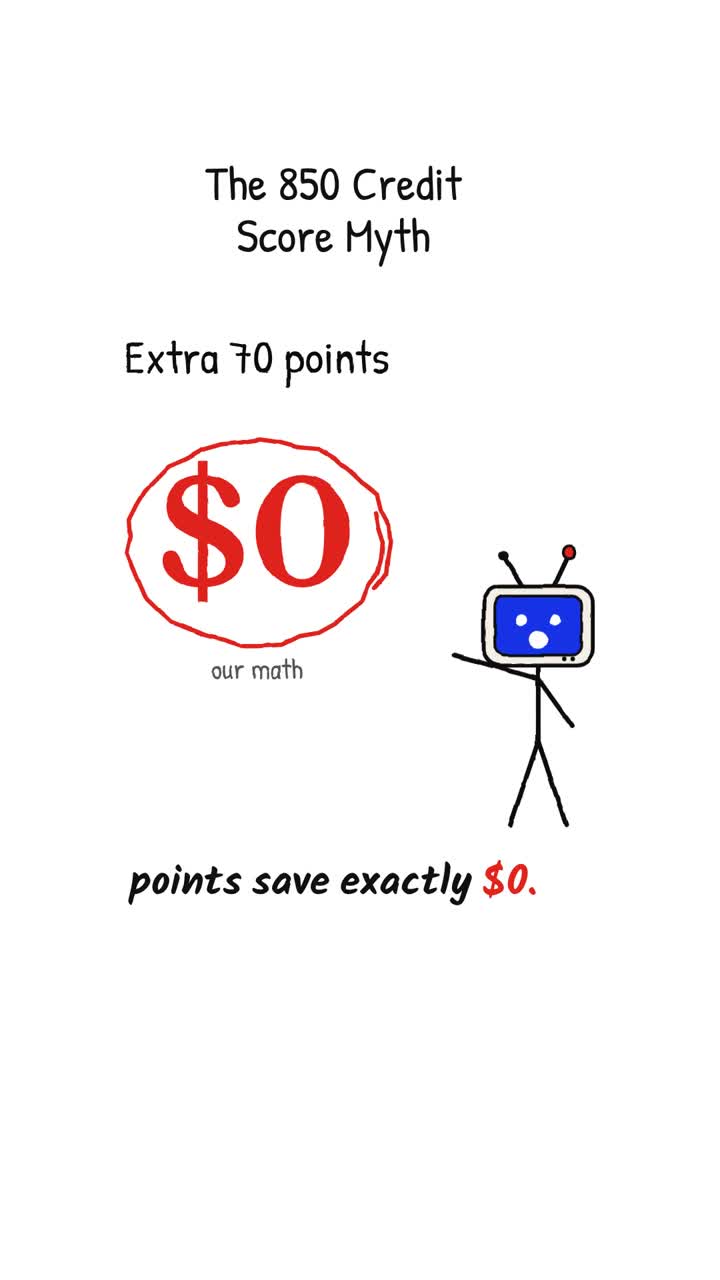 The 850 Credit
Score Myth
Extra 70 points
$0
our math
points save exactly $0.